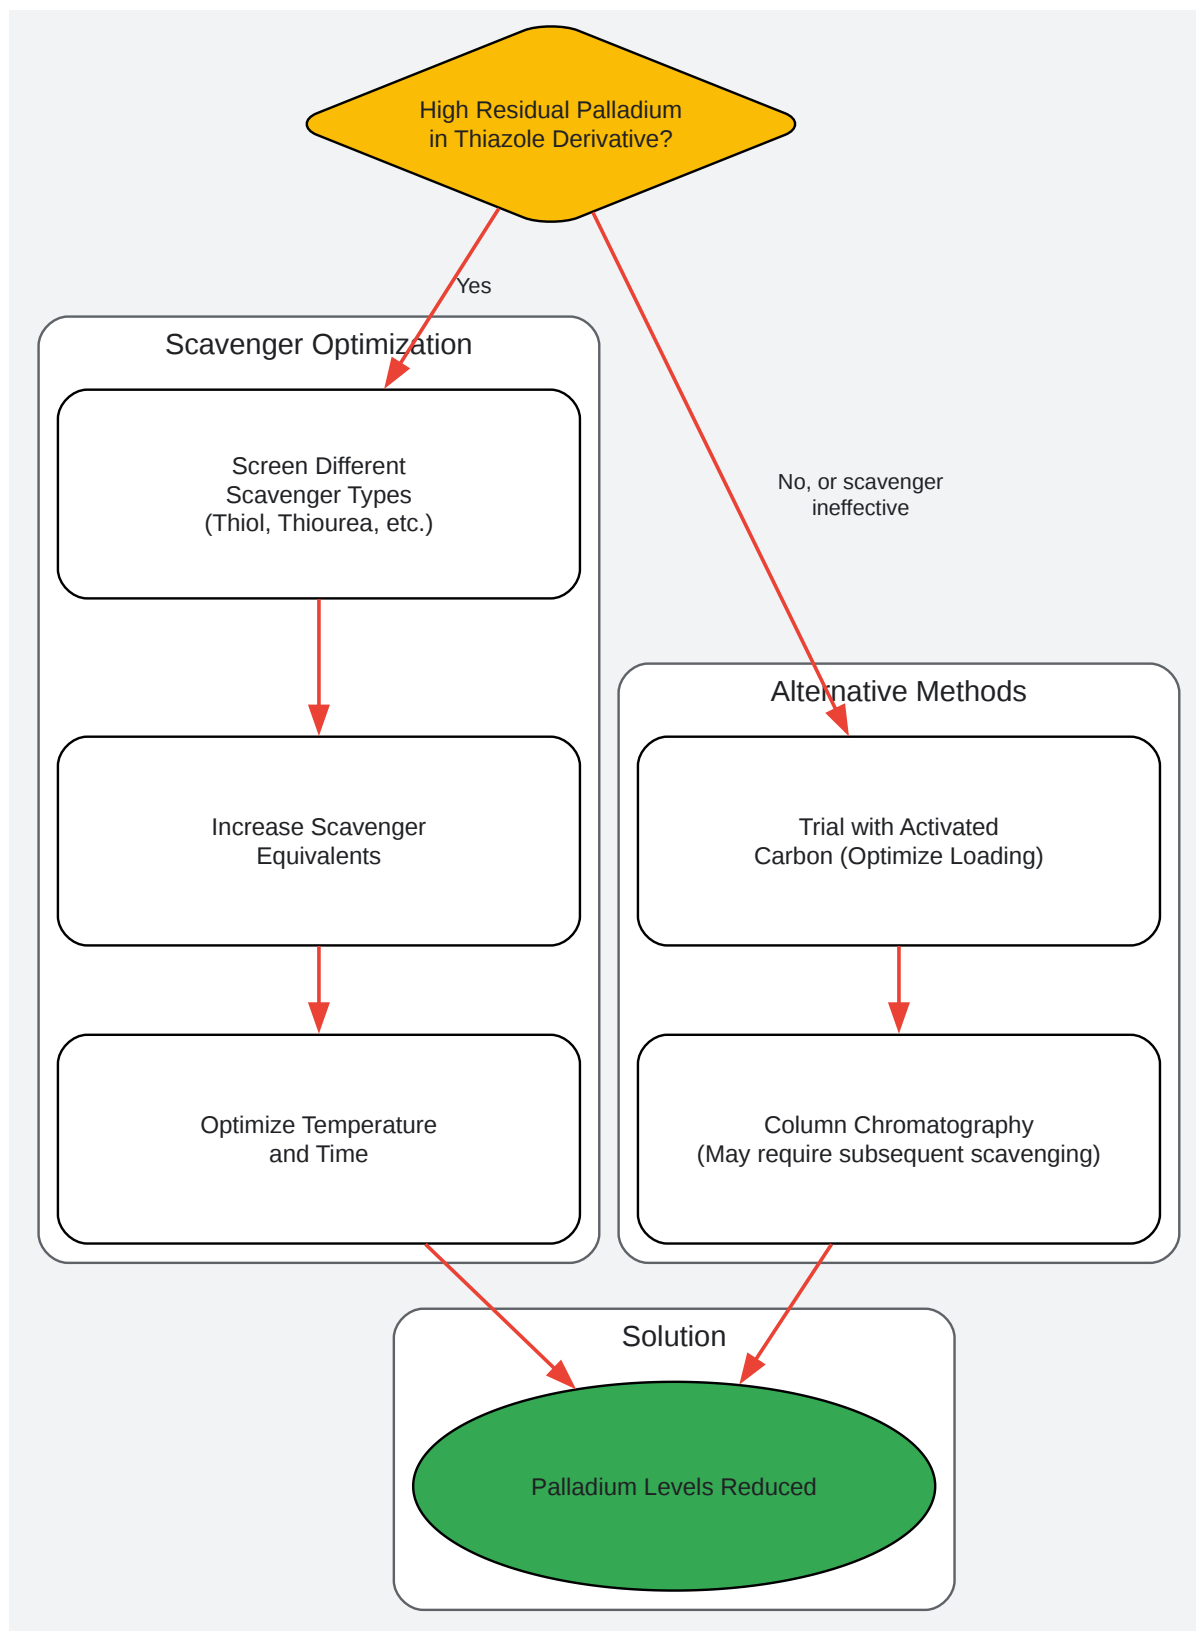 High Residual Palladium
in Thiazole Derivative?
Yes
Scavenger Optimization
Screen Different
Scavenger Types
(Thiol, Thiourea, etc.)
No, or scavenger
ineffective
Alternative Methods
Increase Scavenger
Equivalents
Trial with Activated
Carbon (Optimize Loading)
Optimize Temperature
and Time
Column Chromatography
(May require subsequent scavenging)
Solution
Palladium Levels Reduced